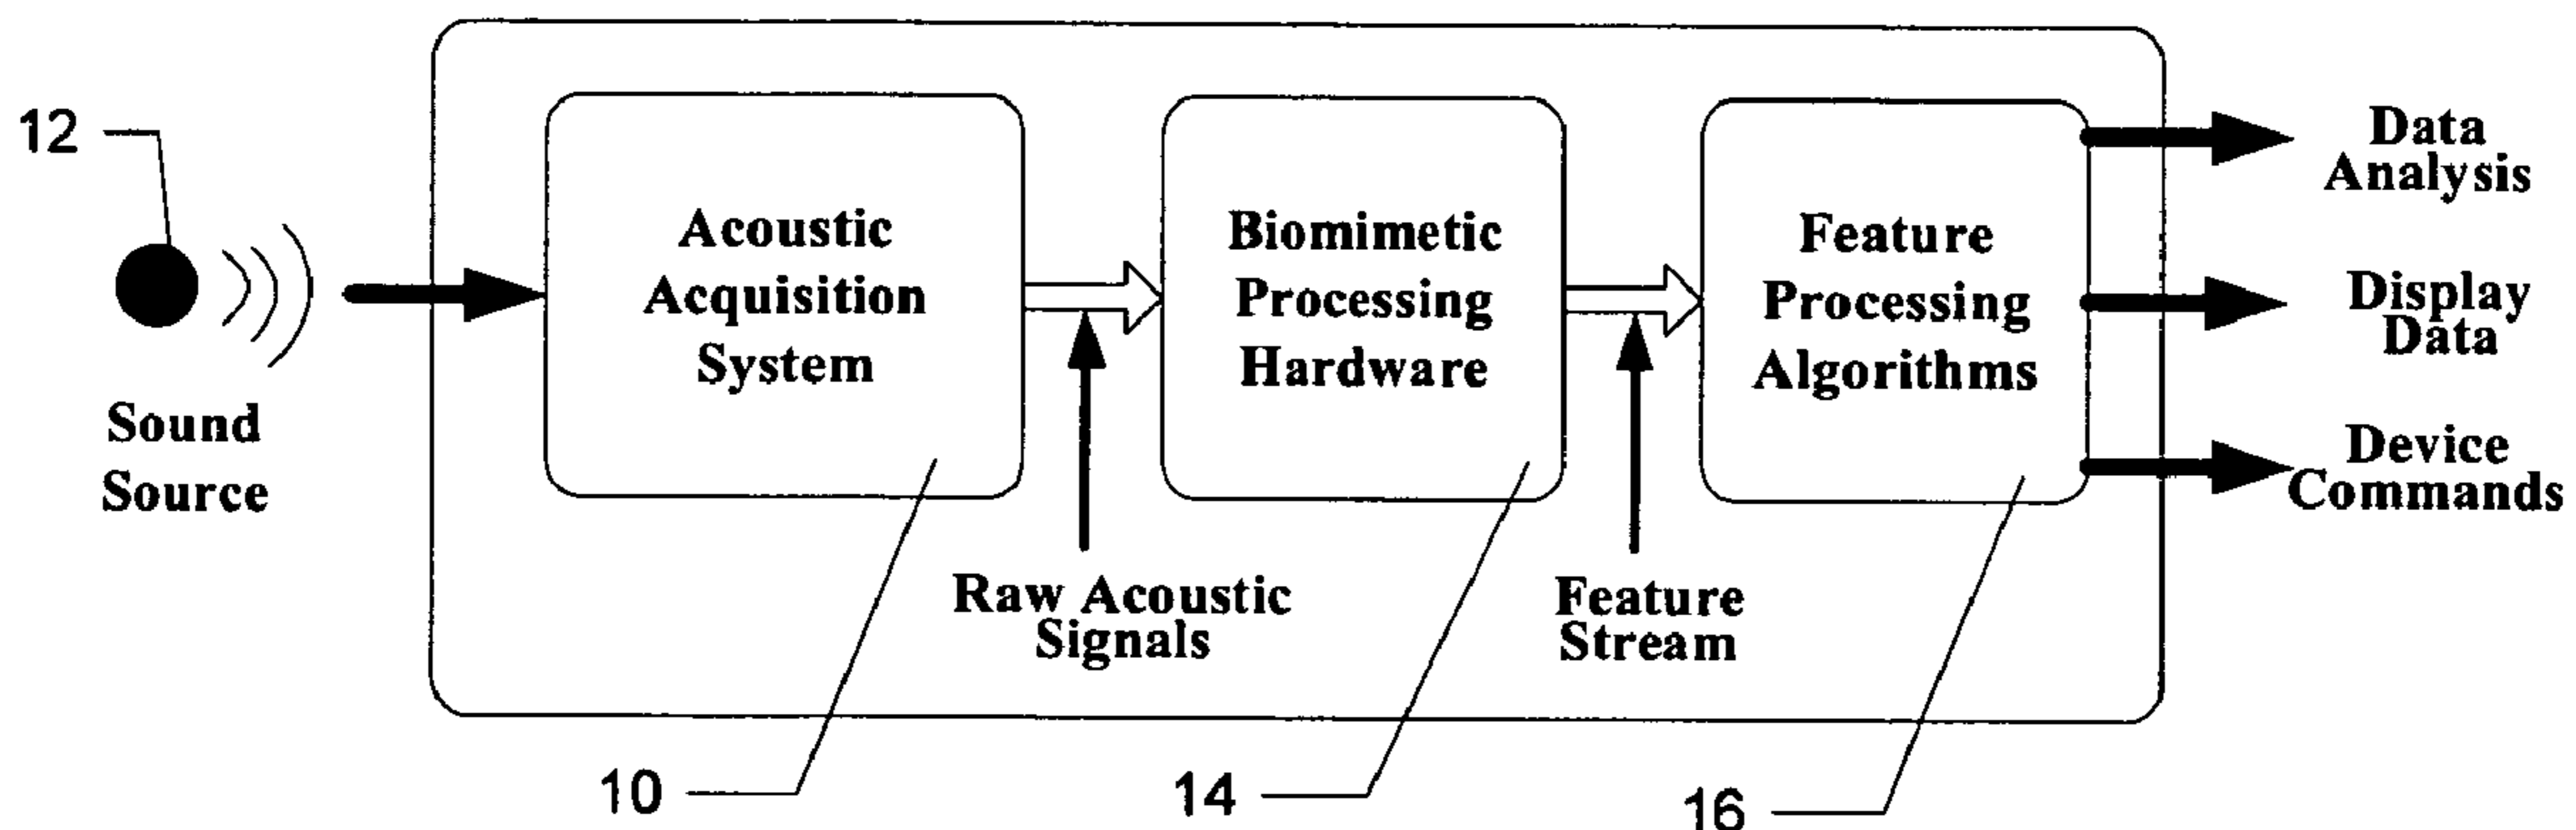 12
Sound
Source
Acoustic
Acquisition
System
Raw Acoustic
Signals
Biomimetic
Processing
Hardware
Feature
Stream
Feature
Processing
Algorithms
Data
Analysis
Display
Data
Device
Commands
10
14
16